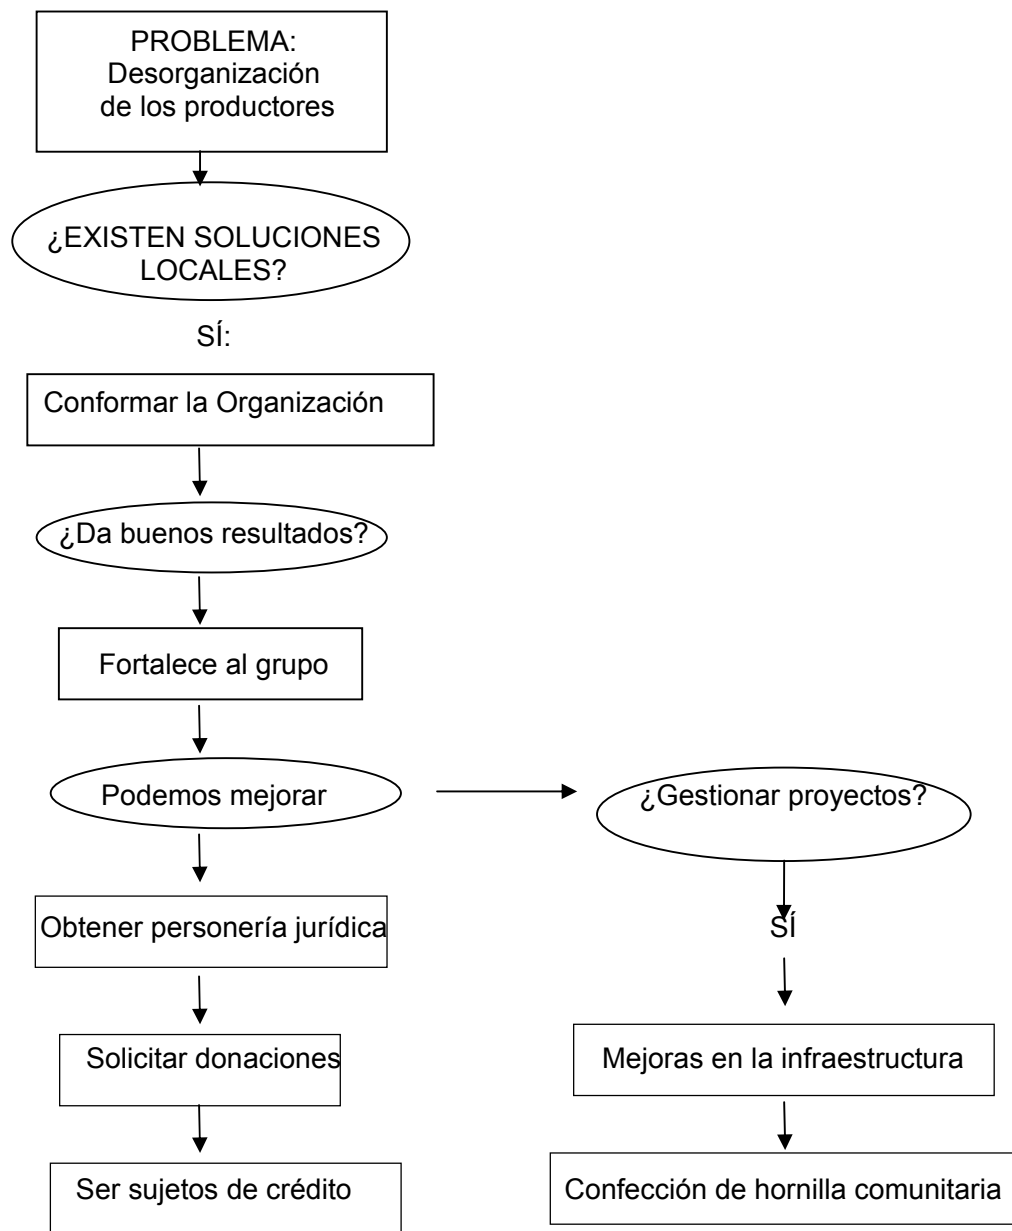 PROBLEMA:
Desorganización
de los productores
¿EXISTEN SOLUCIONES
LOCALES?
SÍ:
Conformar la Organización
¿Da buenos resultados?
Fortalece al grupo
Podemos mejorar
¿Gestionar proyectos?
Obtener personería jurídica
SÍ
Solicitar donaciones
Mejoras en la infraestructura
Ser sujetos de crédito
Confección de hornilla comunitaria